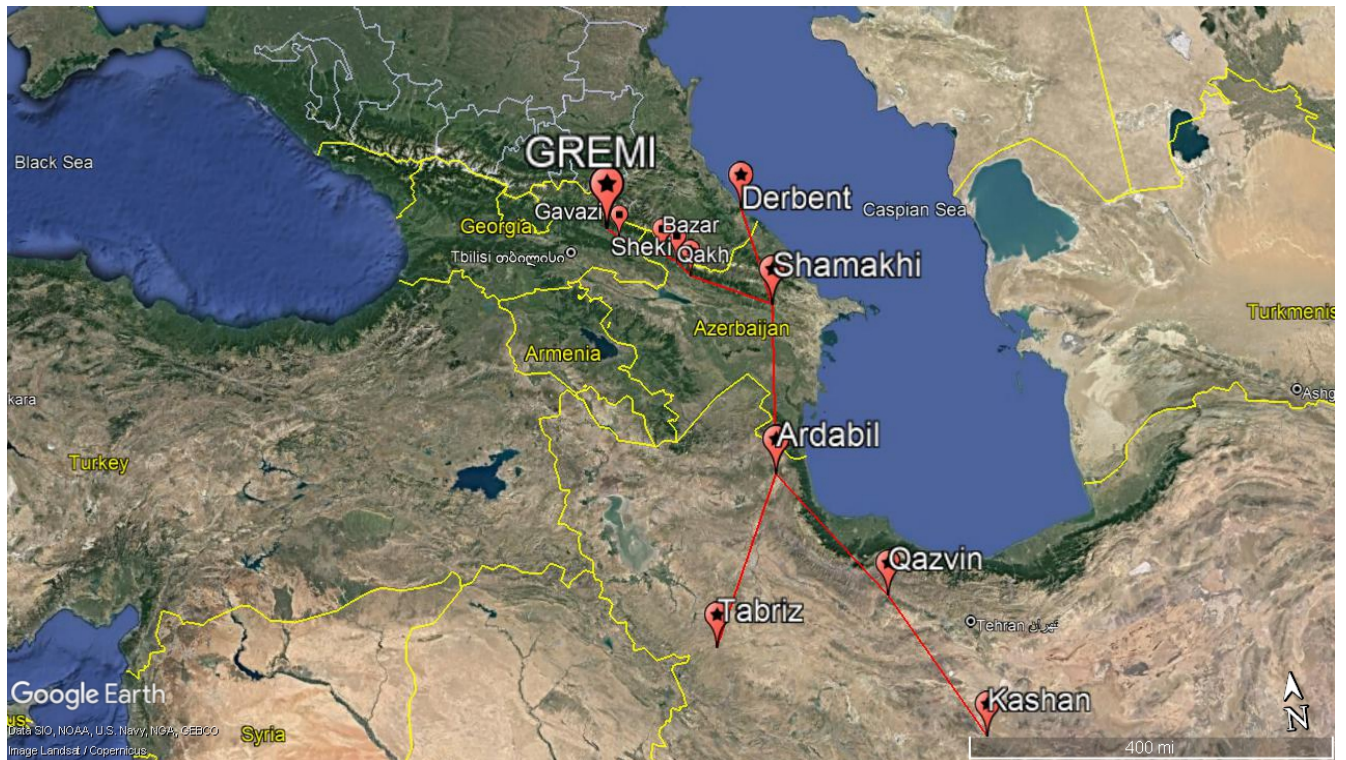 GREMI
Black Sea
Derbent
Gavazi
Caspian Sea
Bazar
Georgia
Sheki
Qakh
Tbilisi თბილისი
Shamakhi
Turkmenis
Azerbaijan
Armenia
Ashg
kara
Ardabil
Turkey
Qazvin
Tabriz
Tehran تهران
Google Earth
Kashan
us
N
Data SIO, NOAA, U.S. Navy, NGA, GEBCO
Syria
Image Landsat / Copernicus
400 mi